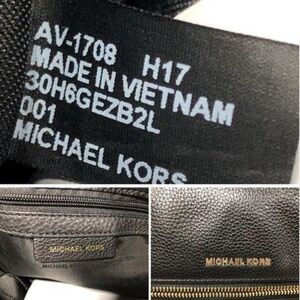 AV-1708 H17
MADE IN VIETNAM
30H6GEZB2L
001
MICHAEL KORS
MICHAEL KORS
MICHAEL KORS